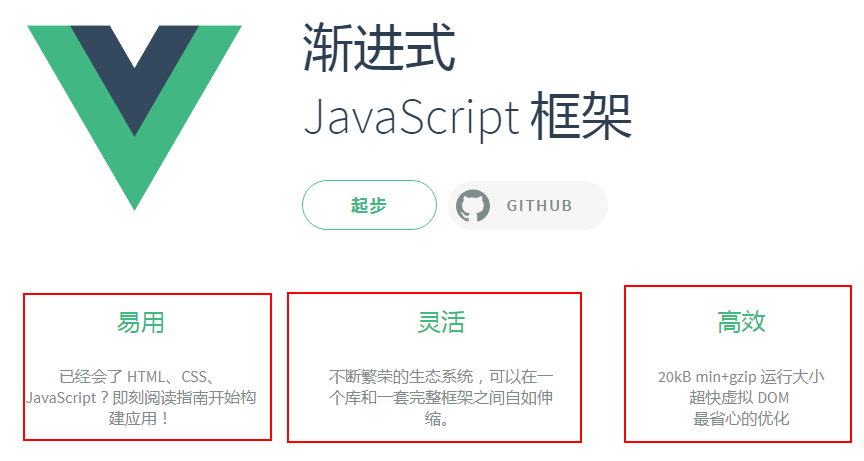 渐进式
JavaScript 框架
起步
GITHUB
易用
已经会了 HTML、CSS、
JavaScript？即刻阅读指南开始构
建应用！
灵活
不断繁荣的生态系统，可以在一
个库和一套完整框架之间自如伸
缩。
高效
20kB min+gzip 运行大小
超快虚拟 DOM
最省心的优化